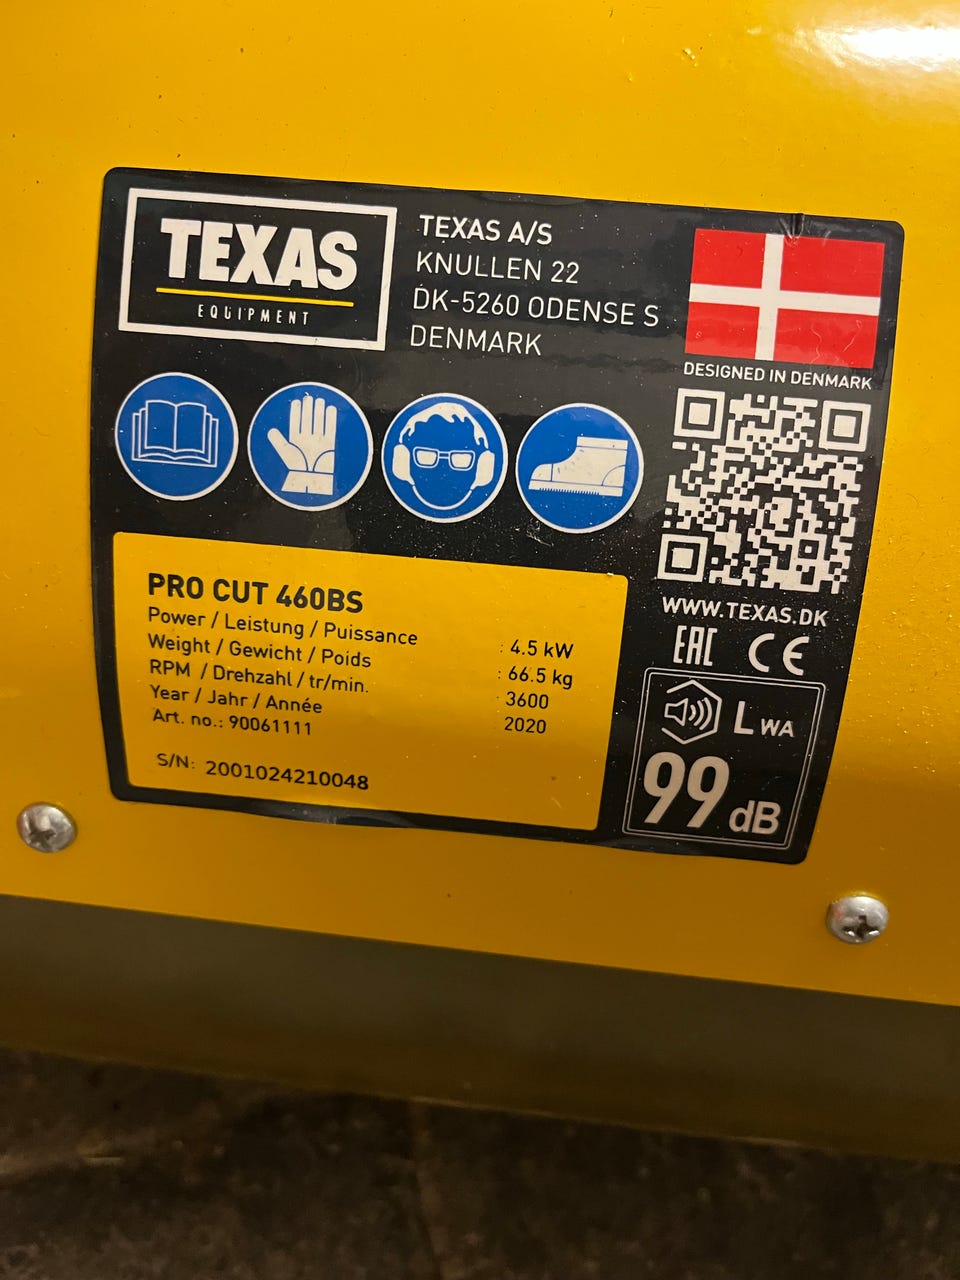 TEXAS
EQUIPMENT
TEXAS A/S
KNULLEN 22
DK-5260 ODENSE S
DENMARK
DESIGNED IN DENMARK
WWW.TEXAS.DK
EAC CE
PRO CUT 460BS
Power / Leistung / Puissance : 4.5 kW
Weight / Gewicht / Poids : 66.5 kg
RPM / Drehzahl / tr/min. : 3600
Year / Jahr / Année 2020
Art. no.: 90061111
S/N: 2001024210048
LWA
99 dB